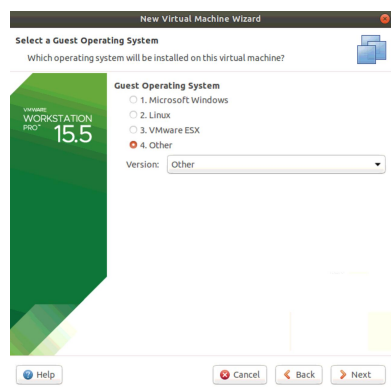 New Virtual Machine Wizard
Select a Guest Operating System
Which operating system will be installed on this virtual machine?
VMWARE
WORKSTATION
PRO™ 15.5
Guest Operating System
1. Microsoft Windows
2. Linux
3. VMware ESX
4. Other
Version: Other
Help Cancel Back Next